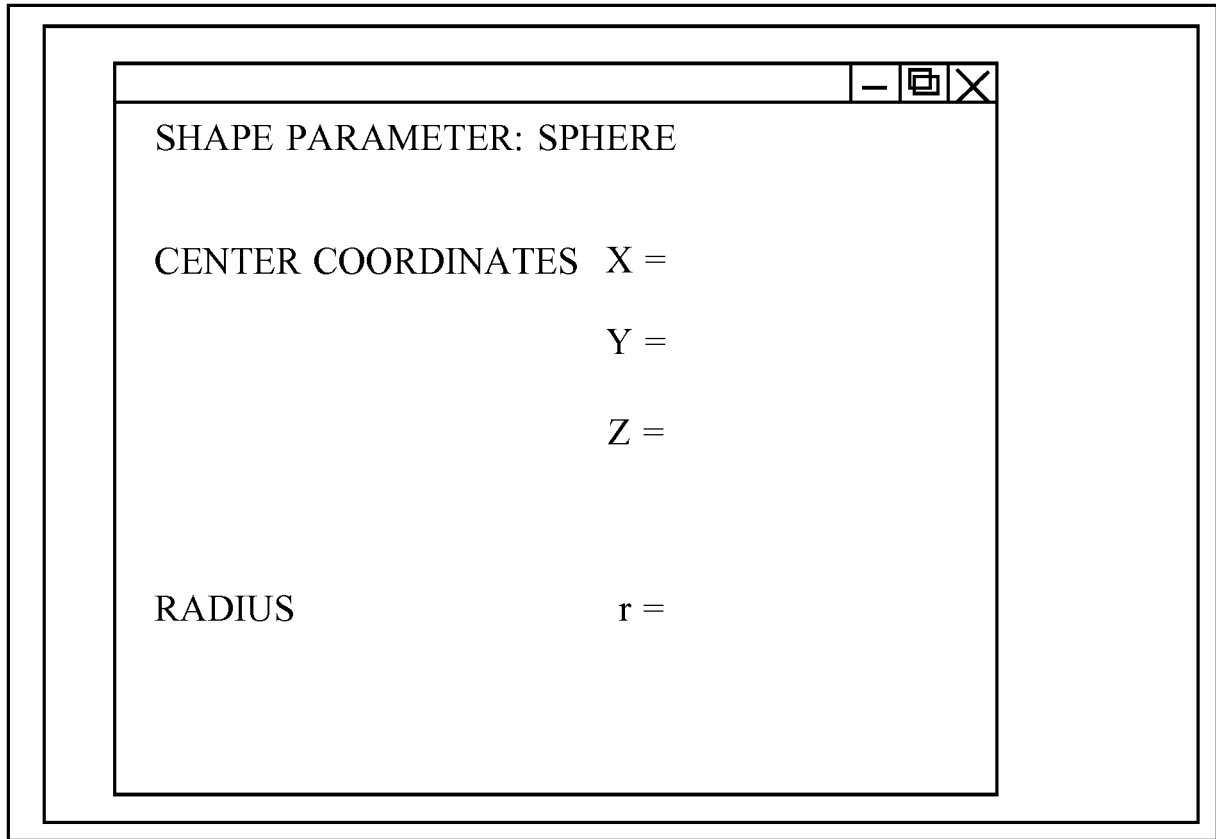 SHAPE PARAMETER: SPHERE
CENTER COORDINATES X =
Y =
Z =
RADIUS r =